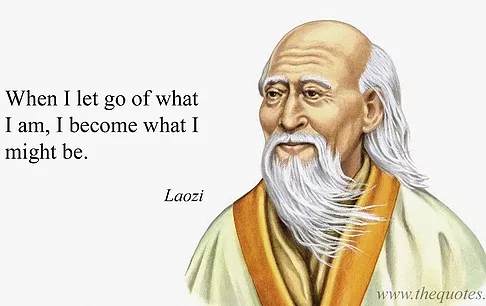 When I let go of what
I am, I become what I
might be.
Laozi
www.thequotes.